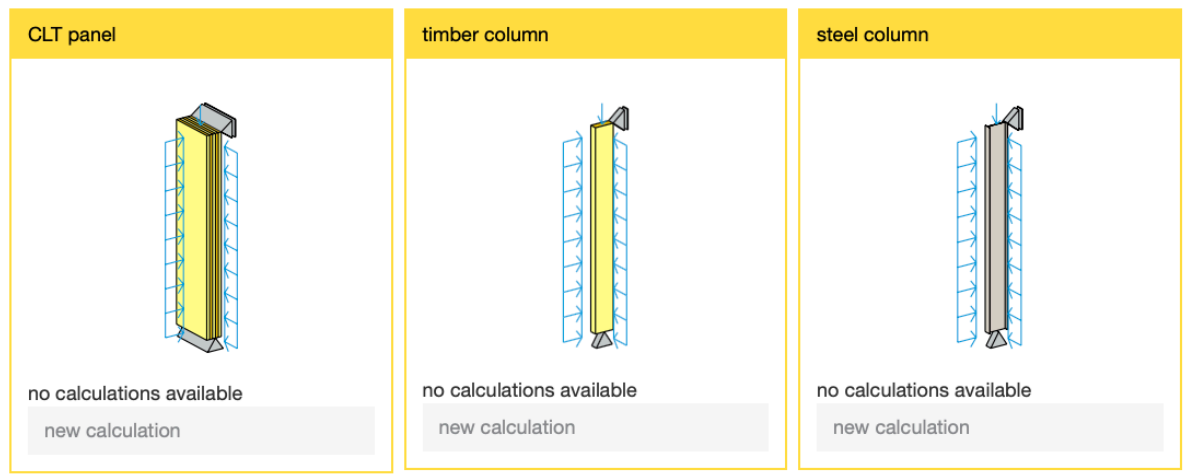 CLT panel
timber column
steel column
no calculations available
no calculations available
no calculations available
new calculation
new calculation
new calculation